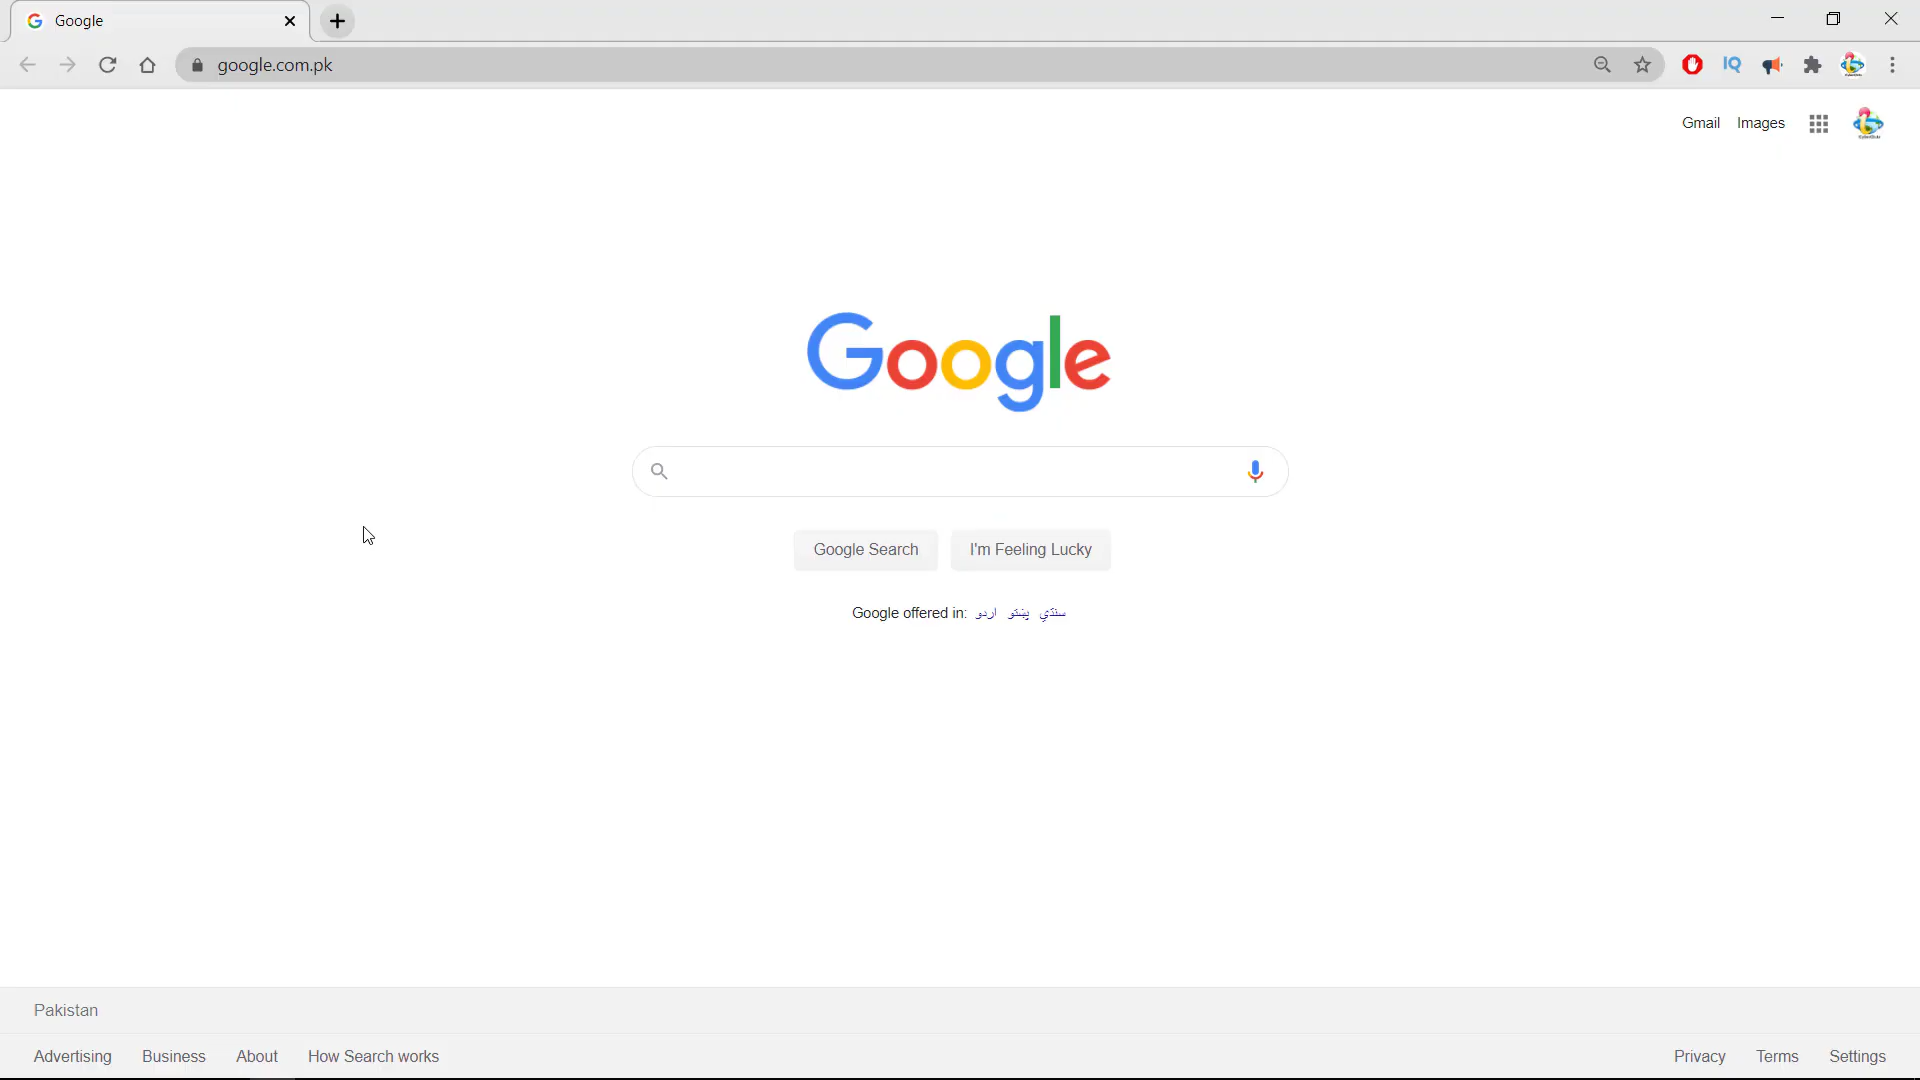 Google
google.com.pk
IQ
Gmail Images
Google
Google Search I'm Feeling Lucky
Google offered in: اردو پښتو سنڌي
Pakistan
Advertising Business About How Search works Privacy Terms Settings